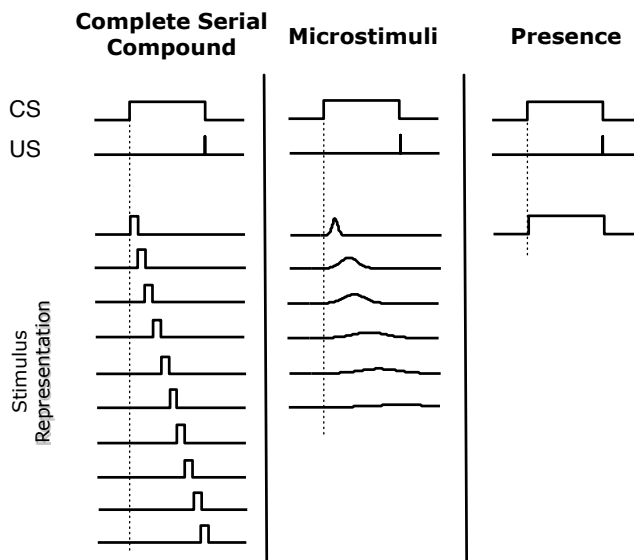 Complete Serial
Compound
Microstimuli
Presence
CS
US
Stimulus
Representation